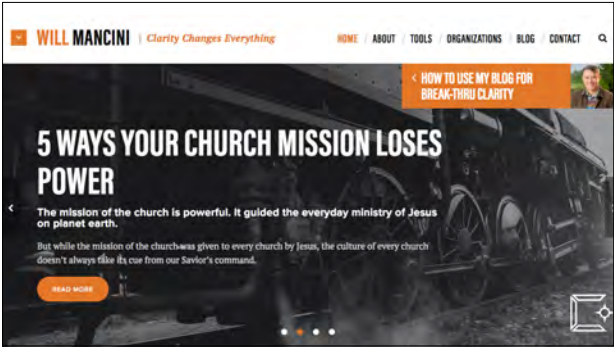 WILL MANCINI | Clarity Changes Everything
HOME / ABOUT / TOOLS / ORGANIZATIONS / BLOG / CONTACT
< HOW TO USE MY BLOG FOR
BREAK-THRU CLARITY
5 WAYS YOUR CHURCH MISSION LOSES
POWER
The mission of the church is powerful. It guided the everyday ministry of Jesus
on planet earth.
But while the mission of the church was given to every church by Jesus, the culture of every church
doesn't always take its cue from our Savior's command.
READ MORE